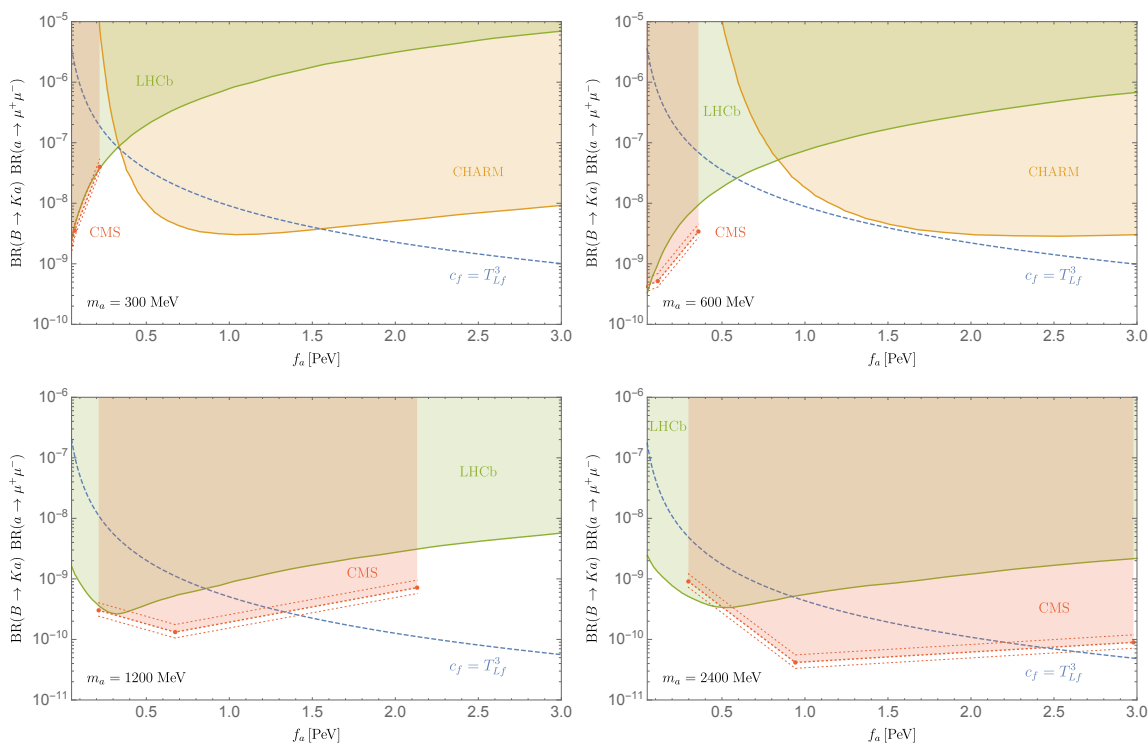 10^-5
10^-6
10^-7
10^-8
10^-9
10^-10
BR(B → Ka) BR(a → μ⁺μ⁻)
LHCb
CHARM
CMS
c_f = T³_Lf
m_a = 300 MeV
0.5 1.0 1.5 2.0 2.5 3.0
f_a [PeV]
10^-5
10^-6
10^-7
10^-8
10^-9
10^-10
BR(B → Ka) BR(a → μ⁺μ⁻)
LHCb
CHARM
CMS
c_f = T³_Lf
m_a = 600 MeV
0.5 1.0 1.5 2.0 2.5 3.0
f_a [PeV]
10^-6
10^-7
10^-8
10^-9
10^-10
10^-11
BR(B → Ka) BR(a → μ⁺μ⁻)
LHCb
CMS
c_f = T³_Lf
m_a = 1200 MeV
0.5 1.0 1.5 2.0 2.5 3.0
f_a [PeV]
10^-6
10^-7
10^-8
10^-9
10^-10
10^-11
BR(B → Ka) BR(a → μ⁺μ⁻)
LHCb
CMS
c_f = T³_Lf
m_a = 2400 MeV
0.5 1.0 1.5 2.0 2.5 3.0
f_a [PeV]